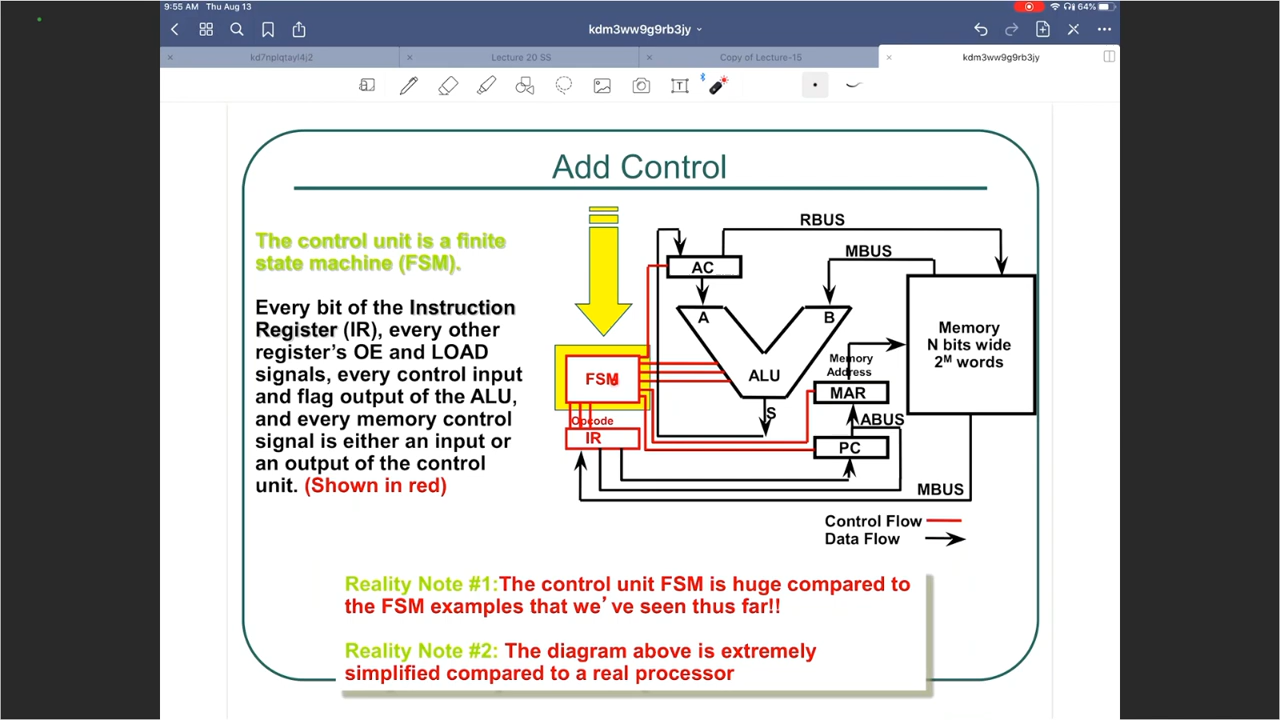 9:55 AM Thu Aug 13
64%
kdm3ww9g9rb3jy
kd7nplqtayl4j2
Lecture 20 SS
Copy of Lecture-15
kdm3ww9g9rb3jy
T
Add Control
The control unit is a finite
state machine (FSM).
Every bit of the Instruction
Register (IR), every other
register's OE and LOAD
signals, every control input
and flag output of the ALU,
and every memory control
signal is either an input or
an output of the control
unit. (Shown in red)
RBUS
MBUS
AC
A
B
Memory
N bits wide
2ᴹ words
Memory
Address
FSM
ALU
MAR
S
Opcode
ABUS
IR
PC
MBUS
Control Flow
Data Flow
Reality Note #1:The control unit FSM is huge compared to
the FSM examples that we've seen thus far!!
Reality Note #2: The diagram above is extremely
simplified compared to a real processor